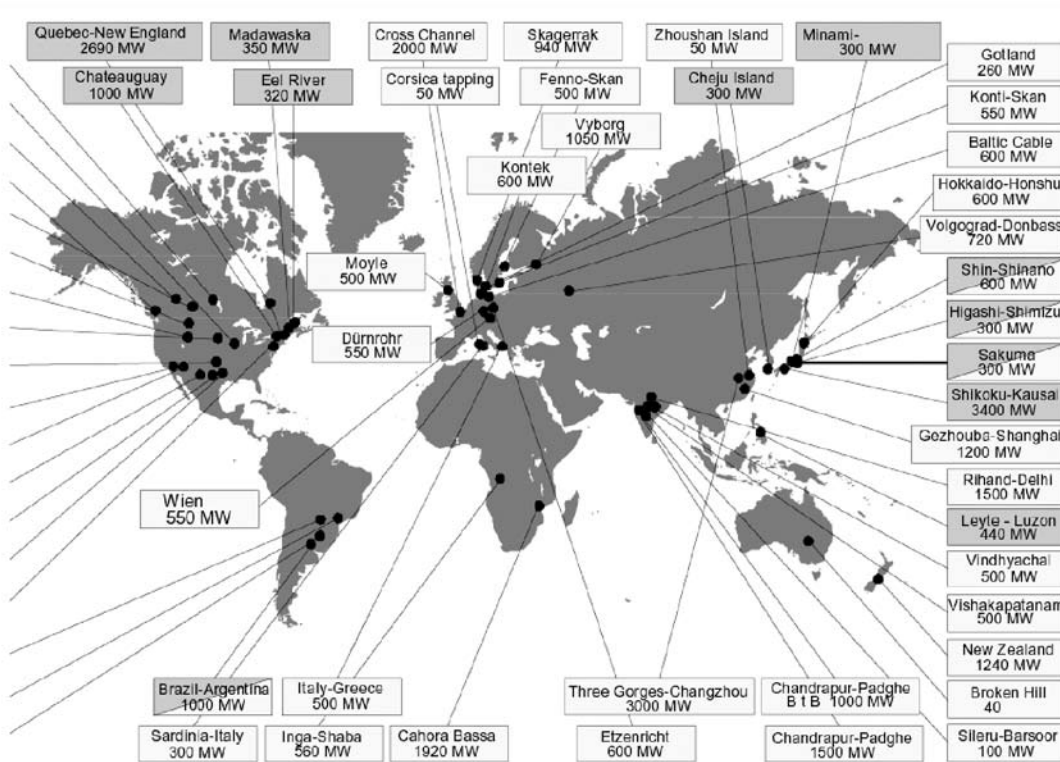 Quebec-New England
2690 MW
Madawaska
350 MW
Cross Channel
2000 MW
Skagerrak
940 MW
Zhoushan Island
50 MW
Minami-
300 MW
Chateauguay
1000 MW
Eel River
320 MW
Corsica tapping
50 MW
Fenno-Skan
500 MW
Cheju Island
300 MW
Gotland
260 MW
Konti-Skan
550 MW
Vyborg
1050 MW
Baltic Cable
600 MW
Kontek
600 MW
Hokkaido-Honshu
600 MW
Volgograd-Donbass
720 MW
Moyle
500 MW
Shin-Shinano
600 MW
Dürnrohr
550 MW
Higashi-Shimtzu
300 MW
Sakuma
300 MW
Shikoku-Kausai
3400 MW
Gezhouba-Shanghai
1200 MW
Rihand-Delhi
1500 MW
Wien
550 MW
Leyle - Luzon
440 MW
Vindhyachal
500 MW
Vishakapatanam
500 MW
New Zealand
1240 MW
Broken Hill
40
Sileru-Barsoor
100 MW
Brazil-Argentina
1000 MW
Italy-Greece
500 MW
Three Gorges-Changzhou
3000 MW
Chandrapur-Padghe
B t B 1000 MW
Sardinia-Italy
300 MW
Inga-Shaba
560 MW
Cahora Bassa
1920 MW
Etzenricht
600 MW
Chandrapur-Padghe
1500 MW